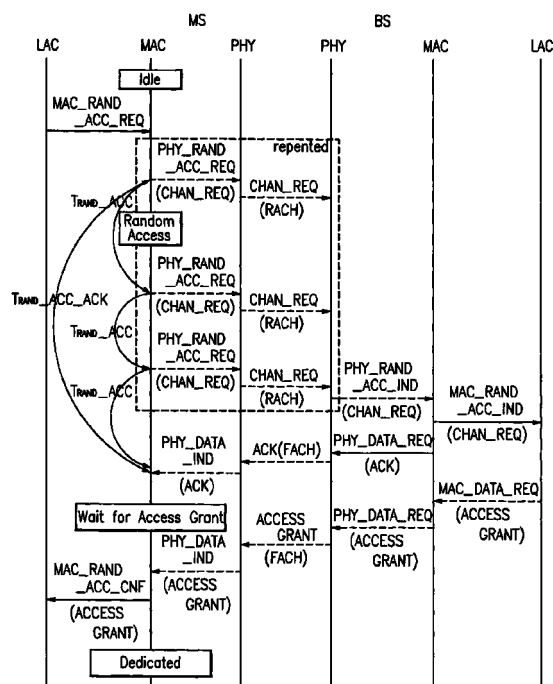 MS BS
LAC MAC PHY PHY MAC LAC
Idle
MAC_RAND
_ACC_REQ
repented
PHY_RAND
_ACC_REQ
(CHAN_REQ)
CHAN_REQ
(RACH)
TRAND_ACC
Random
Access
PHY_RAND
_ACC_REQ
(CHAN_REQ)
CHAN_REQ
(RACH)
TRAND_ACC_ACK
TRAND_ACC
PHY_RAND
_ACC_REQ
(CHAN_REQ)
CHAN_REQ
(RACH)
TRAND_ACC
PHY_RAND
_ACC_IND
(CHAN_REQ)
MAC_RAND
_ACC_IND
(CHAN_REQ)
PHY_DATA_REQ
(ACK)
ACK(FACH)
PHY_DATA
_IND
(ACK)
MAC_DATA_REQ
(ACCESS
GRANT)
Wait for Access Grant
PHY_DATA_REQ
(ACCESS
GRANT)
ACCESS
GRANT
(FACH)
PHY_DATA
_IND
(ACCESS
GRANT)
MAC_RAND
_ACC_CNF
(ACCESS
GRANT)
Dedicated